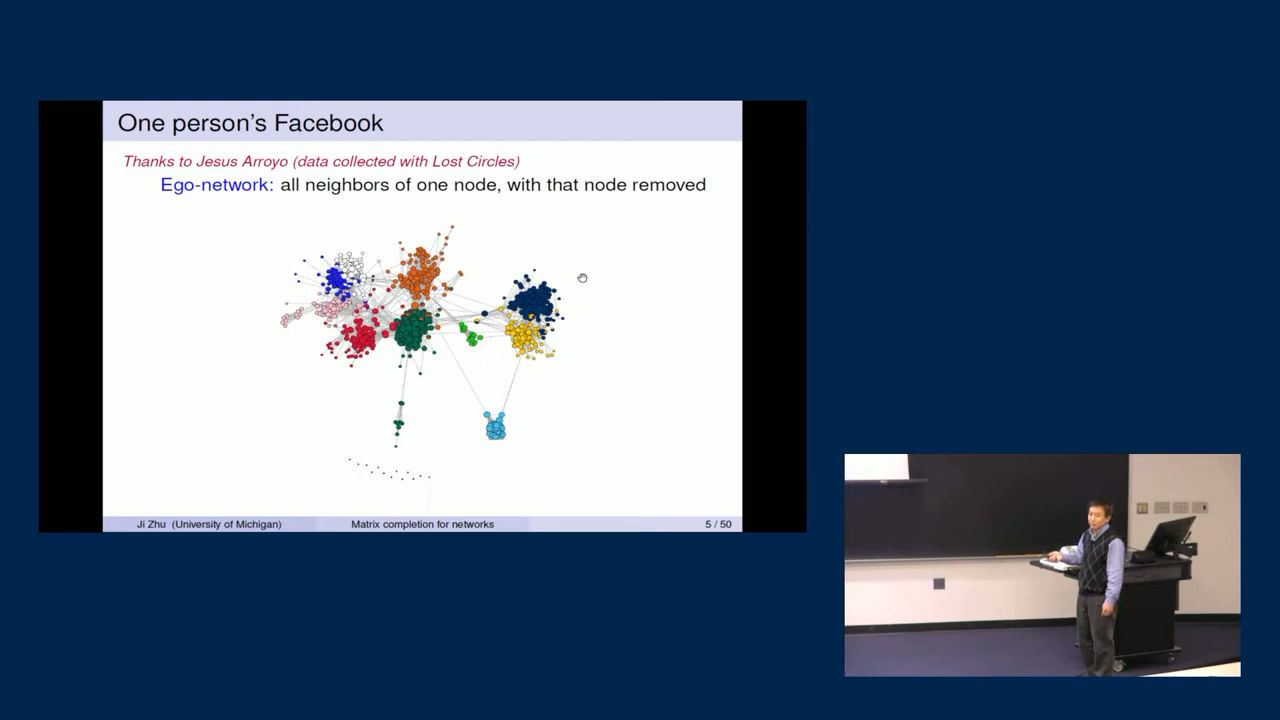 One person's Facebook
Thanks to Jesus Arroyo (data collected with Lost Circles)
Ego-network: all neighbors of one node, with that node removed
Ji Zhu (University of Michigan) Matrix completion for networks 5 / 50